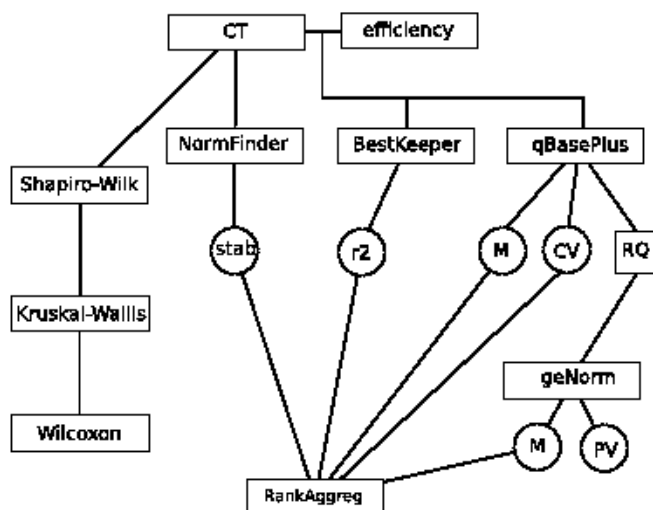 CT
efficiency
NormFinder
BestKeeper
qBasePlus
Shapiro-Wilk
stab
r2
M
CV
RQ
Kruskal-Wallis
geNorm
Wilcoxon
M
PV
RankAggreg